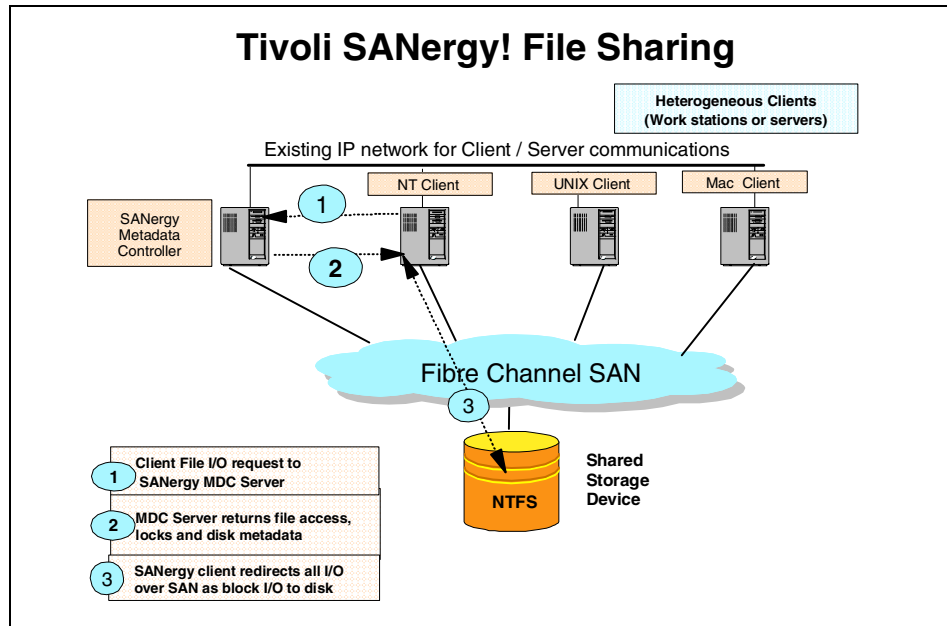 Tivoli SANergy! File Sharing
Heterogeneous Clients
(Work stations or servers)
Existing IP network for Client / Server communications
NT Client
UNIX Client
Mac Client
SANergy
Metadata
Controller
1
2
Fibre Channel SAN
3
NTFS
Shared
Storage
Device
1
Client File I/O request to
SANergy MDC Server
2
MDC Server returns file access,
locks and disk metadata
3
SANergy client redirects all I/O
over SAN as block I/O to disk